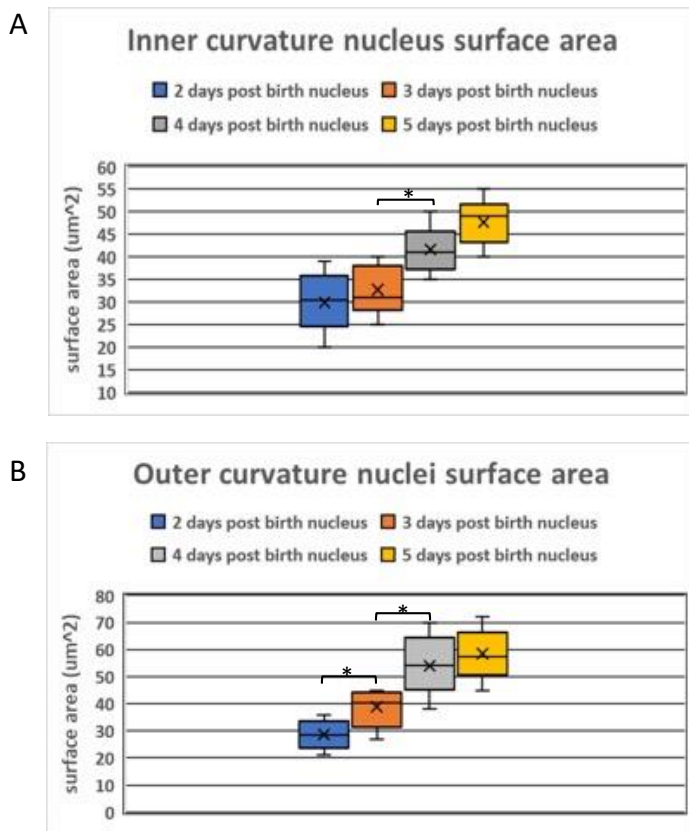 A
Inner curvature nucleus surface area
2 days post birth nucleus 3 days post birth nucleus
4 days post birth nucleus 5 days post birth nucleus
surface area (um^2)
60
55
50
45
40
35
30
25
20
15
10
*
B
Outer curvature nuclei surface area
2 days post birth nucleus 3 days post birth nucleus
4 days post birth nucleus 5 days post birth nucleus
surface area (um^2)
80
70
60
50
40
30
20
10
0
*
*